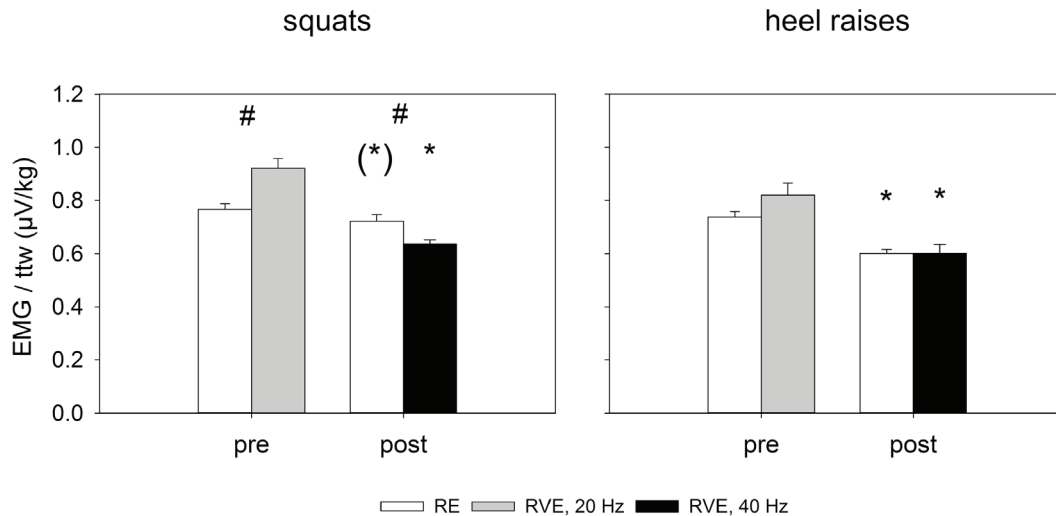 squats
heel raises
EMG / ttw (µV/kg)
1.2
1.0
0.8
0.6
0.4
0.2
0.0
# #
(*) *
* *
pre post
pre post
RE RVE, 20 Hz RVE, 40 Hz